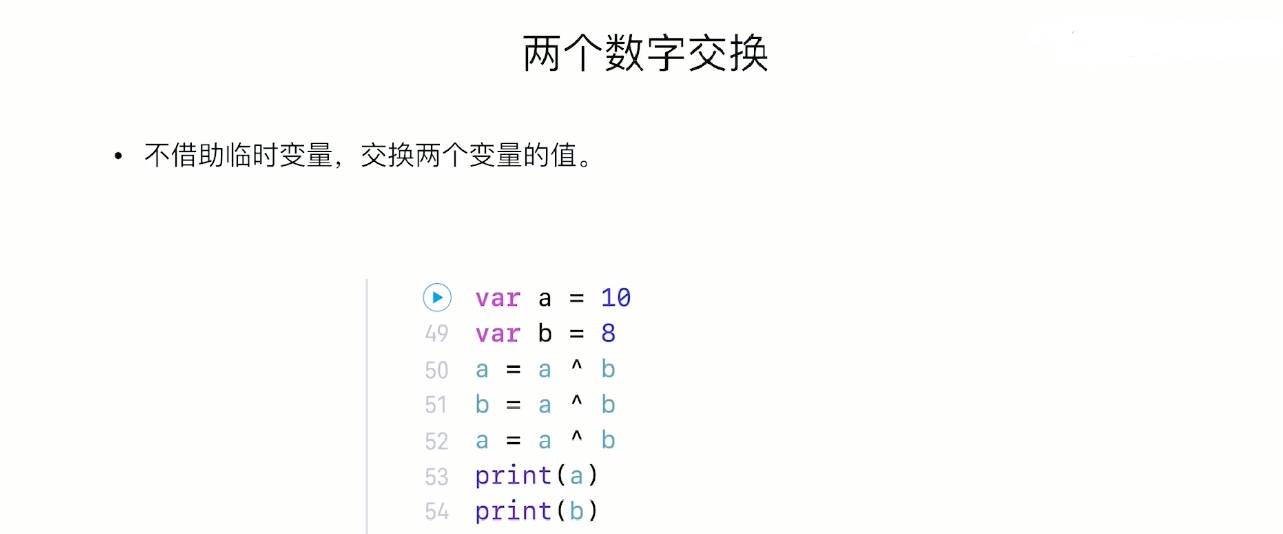 两个数字交换
• 不借助临时变量，交换两个变量的值。
var a = 10
49 var b = 8
50 a = a ^ b
51 b = a ^ b
52 a = a ^ b
53 print(a)
54 print(b)